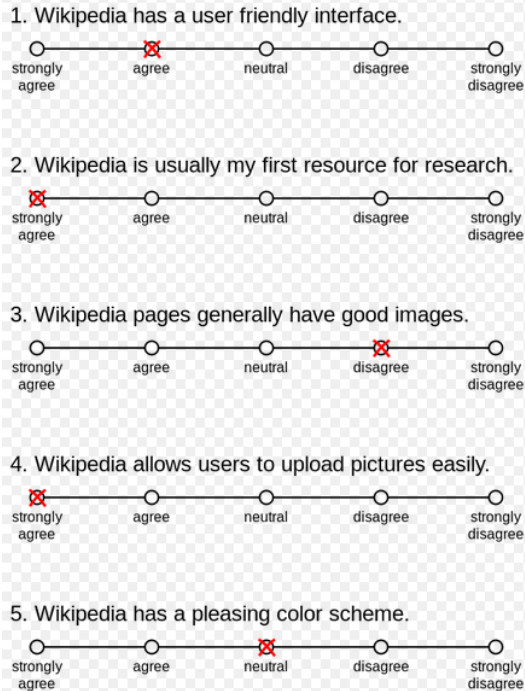 1. Wikipedia has a user friendly interface.
strongly agree neutral disagree strongly
agree disagree
2. Wikipedia is usually my first resource for research.
strongly agree neutral disagree strongly
agree disagree
3. Wikipedia pages generally have good images.
strongly agree neutral disagree strongly
agree disagree
4. Wikipedia allows users to upload pictures easily.
strongly agree neutral disagree strongly
agree disagree
5. Wikipedia has a pleasing color scheme.
strongly agree neutral disagree strongly
agree disagree